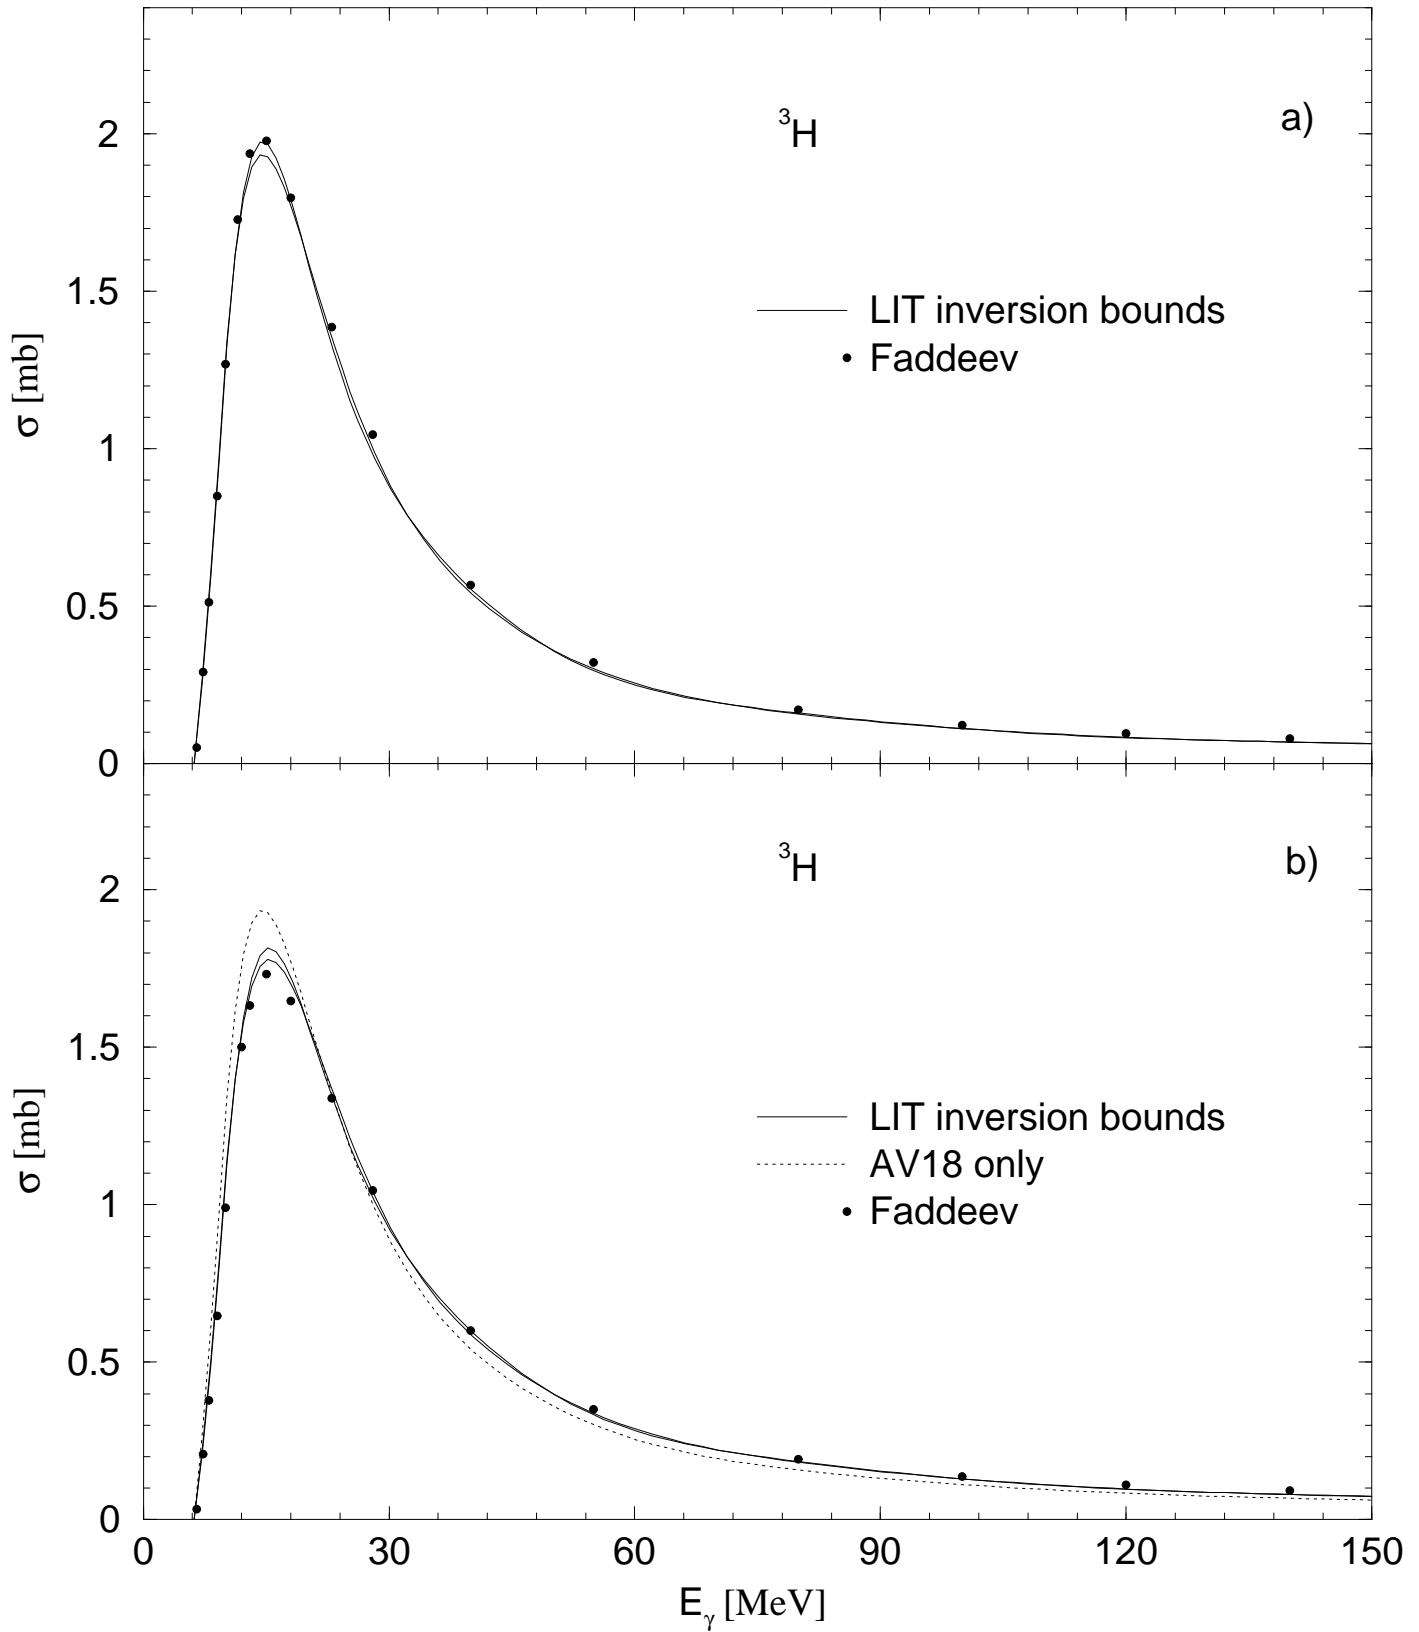 ³H a)
2
1.5
1
0.5
0
σ [mb]
LIT inversion bounds
Faddeev
³H b)
2
1.5
1
0.5
0
σ [mb]
LIT inversion bounds
AV18 only
Faddeev
0 30 60 90 120 150
E_γ [MeV]